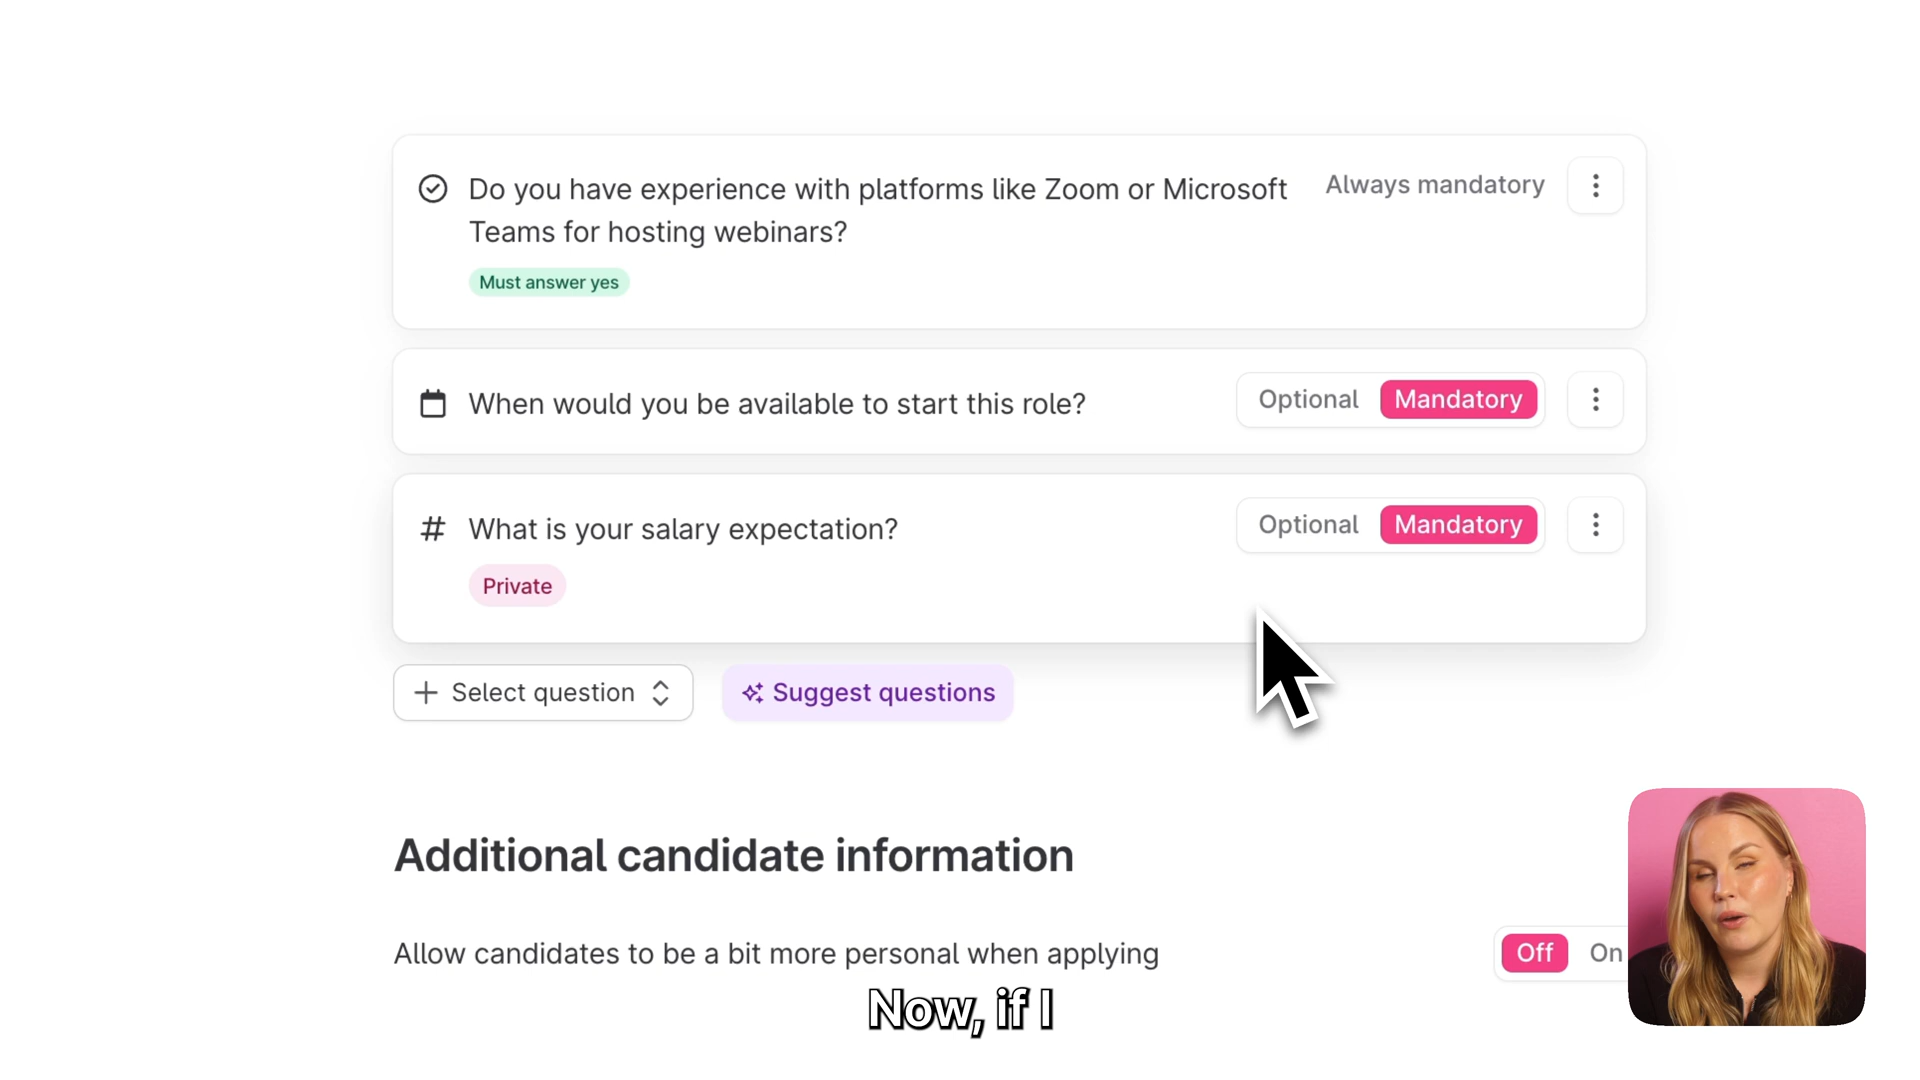 Do you have experience with platforms like Zoom or Microsoft
Teams for hosting webinars?
Always mandatory
Must answer yes
When would you be available to start this role?
Optional
Mandatory
What is your salary expectation?
Optional
Mandatory
Private
Select question
Suggest questions
Additional candidate information
Allow candidates to be a bit more personal when applying
Off
On
Now, if I